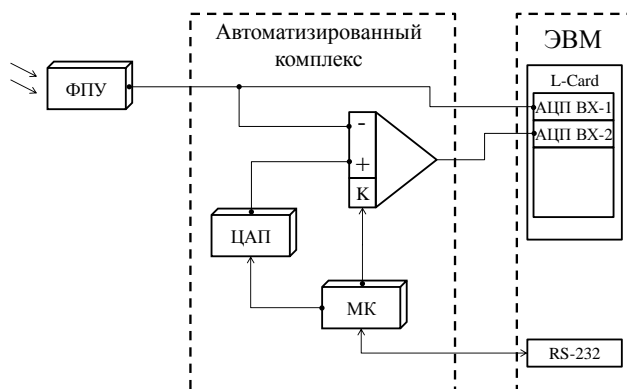 Автоматизированный
комплекс
ЭВМ
ФПУ
L-Card
АЦП ВХ-1
АЦП ВХ-2
-
+
К
ЦАП
МК
RS-232